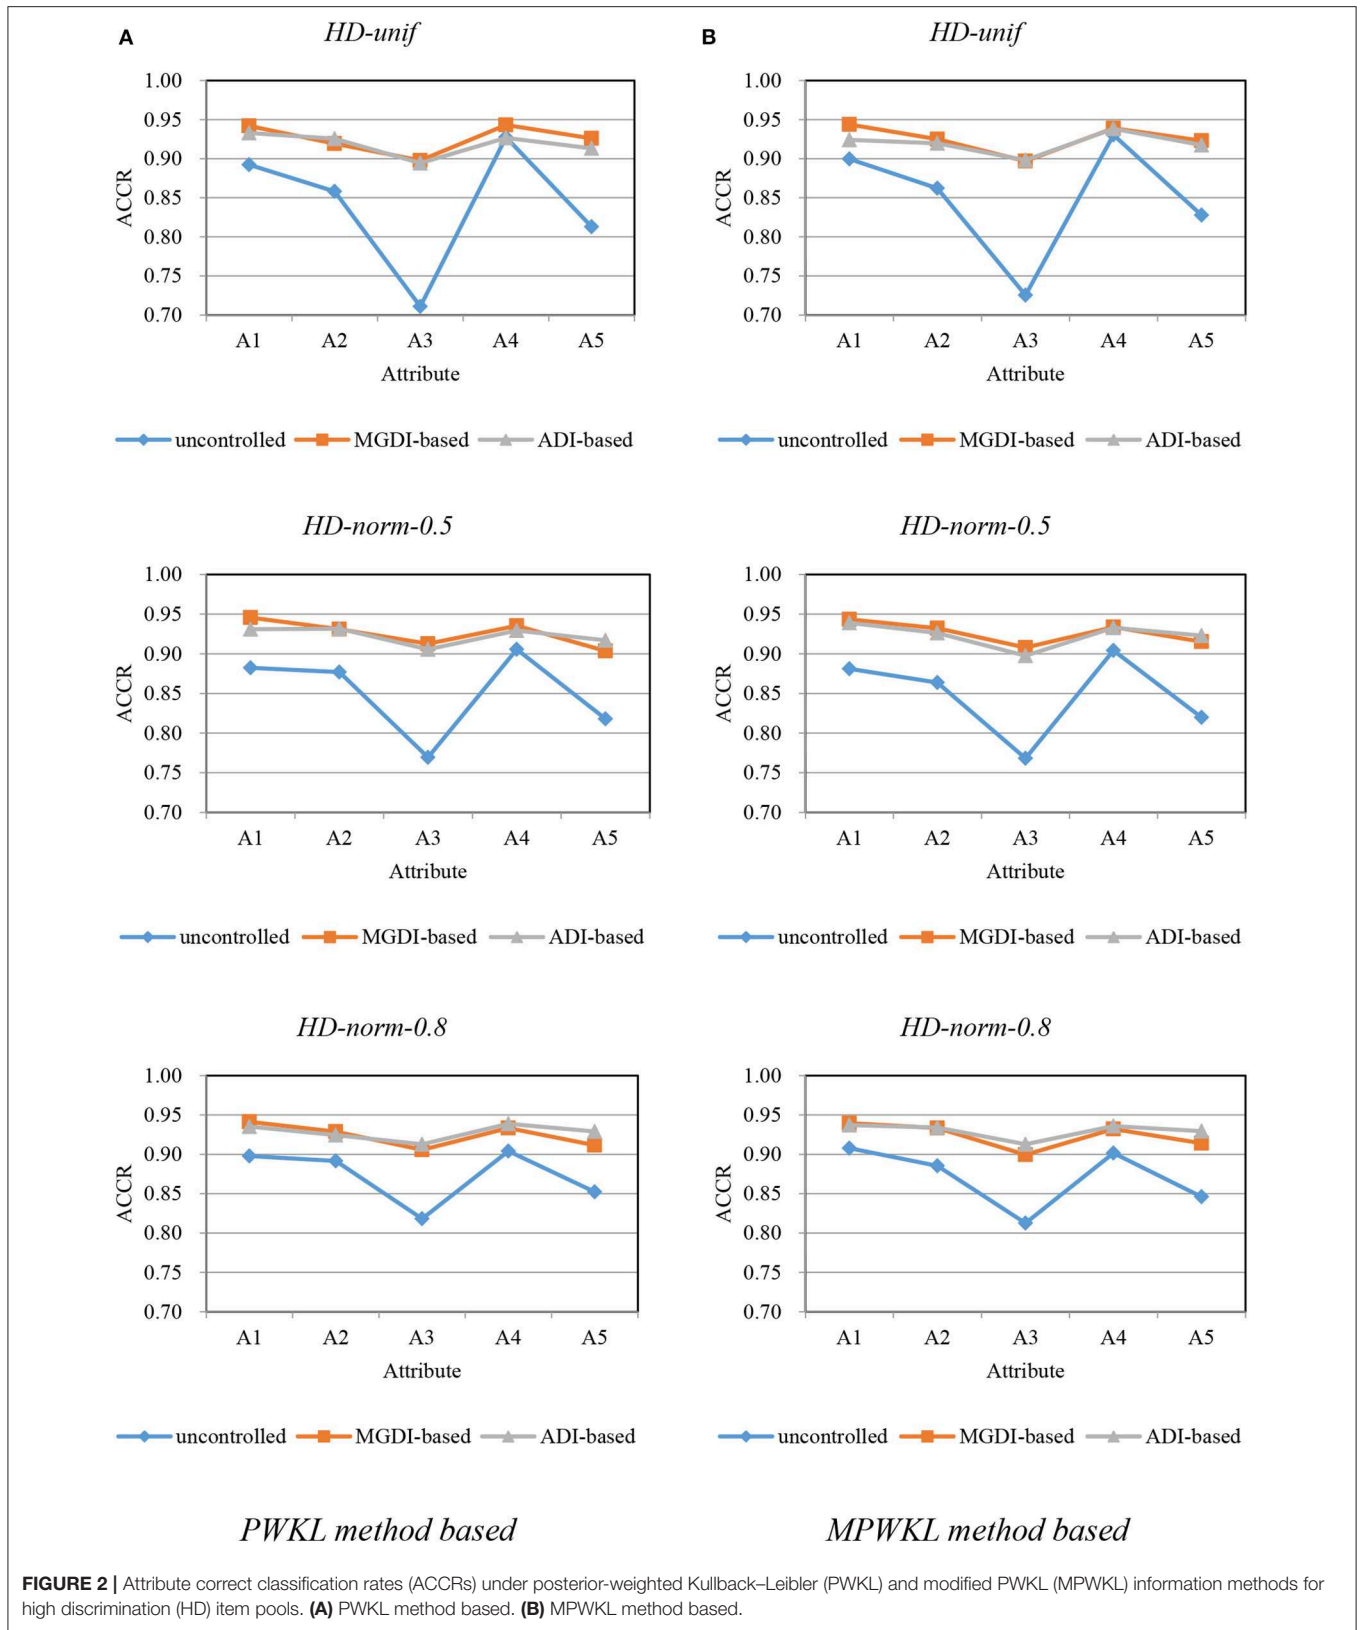 A
HD-unif
1.00
0.95
0.90
0.85
0.80
0.75
0.70
ACCR
A1 A2 A3 A4 A5
Attribute
uncontrolled MGDI-based ADI-based
B
HD-unif
1.00
0.95
0.90
0.85
0.80
0.75
0.70
ACCR
A1 A2 A3 A4 A5
Attribute
uncontrolled MGDI-based ADI-based
HD-norm-0.5
1.00
0.95
0.90
0.85
0.80
0.75
0.70
ACCR
A1 A2 A3 A4 A5
Attribute
uncontrolled MGDI-based ADI-based
HD-norm-0.5
1.00
0.95
0.90
0.85
0.80
0.75
0.70
ACCR
A1 A2 A3 A4 A5
Attribute
uncontrolled MGDI-based ADI-based
HD-norm-0.8
1.00
0.95
0.90
0.85
0.80
0.75
0.70
ACCR
A1 A2 A3 A4 A5
Attribute
uncontrolled MGDI-based ADI-based
HD-norm-0.8
1.00
0.95
0.90
0.85
0.80
0.75
0.70
ACCR
A1 A2 A3 A4 A5
Attribute
uncontrolled MGDI-based ADI-based
PWKL method based
MPWKL method based
FIGURE 2 | Attribute correct classification rates (ACCRs) under posterior-weighted Kullback–Leibler (PWKL) and modified PWKL (MPWKL) information methods for
high discrimination (HD) item pools. (A) PWKL method based. (B) MPWKL method based.